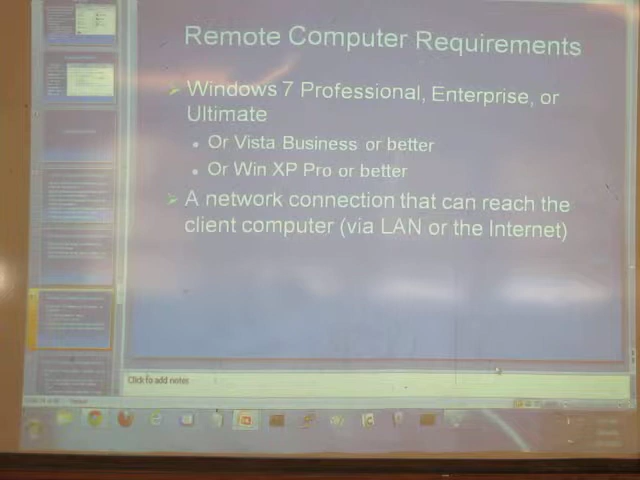 Remote Computer Requirements
Windows 7 Professional, Enterprise, or
Ultimate
Or Vista Business or better
Or Win XP Pro or better
A network connection that can reach the
client computer (via LAN or the Internet)
Click to add notes